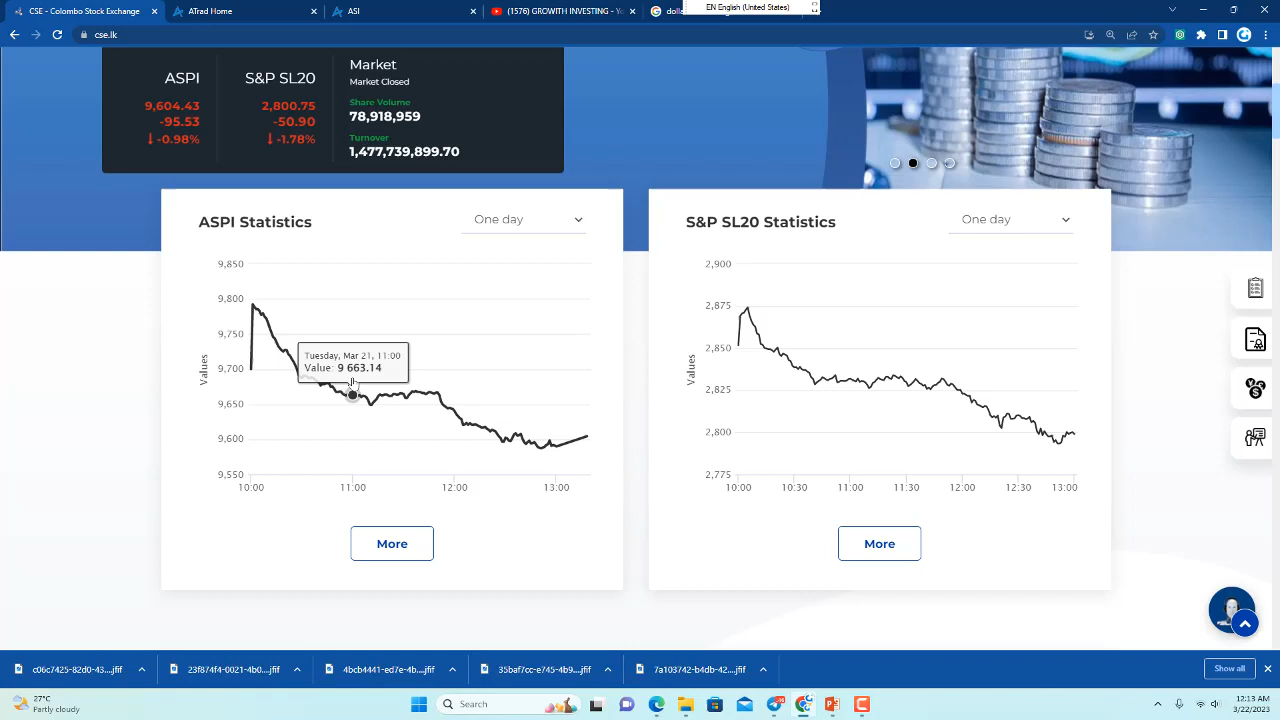 CSE - Colombo Stock Exchange
ATrad Home
ASI
(1576) GROWTH INVESTING - Yo
EN English (United States)
cse.lk
ASPI
9,604.43
-95.53
-0.98%
S&P SL20
2,800.75
-50.90
-1.78%
Market
Market Closed
Share Volume
78,918,959
Turnover
1,477,739,899.70
ASPI Statistics
One day
9,850
9,800
9,750
9,700
9,650
9,600
9,550
Values
Tuesday, Mar 21, 11:00
Value: 9 663.14
10:00
11:00
12:00
13:00
More
S&P SL20 Statistics
One day
2,900
2,875
2,850
2,825
2,800
2,775
Values
10:00
10:30
11:00
11:30
12:00
12:30
13:00
More
c06c7425-82d0-43....jfif
23f874f4-0021-4b0....jfif
4bcb4441-ed7e-4b....jfif
35baf7cc-e745-4b9....jfif
7a103742-b4db-42....jfif
Show all
27°C
Partly cloudy
Search
12:13 AM
3/22/2023